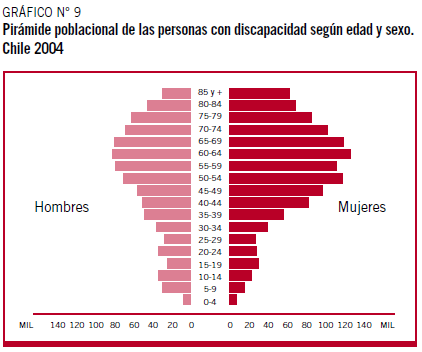 GRÁFICO N° 9
Pirámide poblacional de las personas con discapacidad según edad y sexo.
Chile 2004
85 y +
80-84
75-79
70-74
65-69
60-64
55-59
50-54
45-49
Hombres
Mujeres
40-44
35-39
30-34
25-29
20-24
15-19
10-14
5-9
0-4
MIL 140 120 100 80 60 40 20 0 0 20 40 60 80 100 120 140 MIL